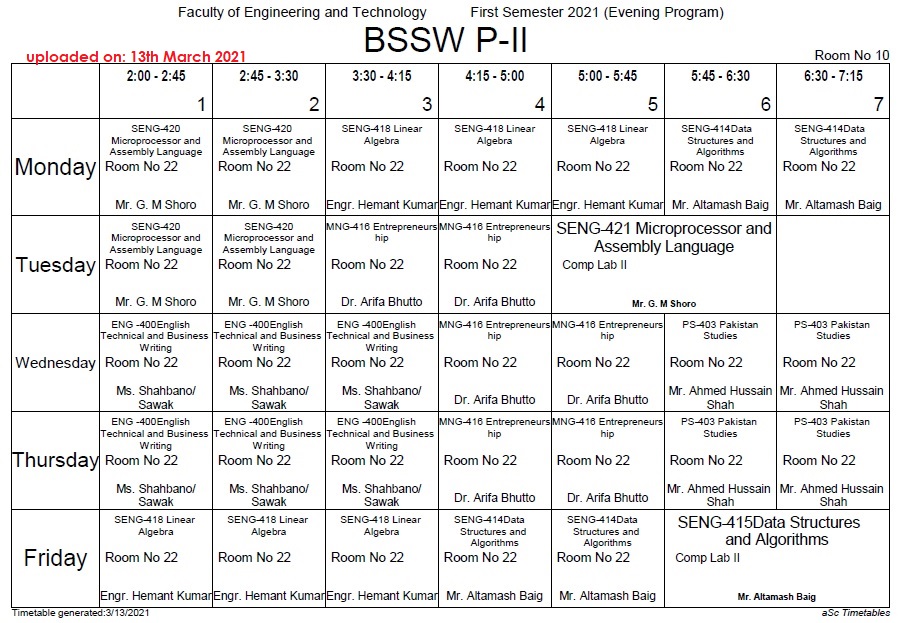 Faculty of Engineering and Technology First Semester 2021 (Evening Program)
BSSW P-II
uploaded on: 13th March 2021
Room No 10
2:00 - 2:45 2:45 - 3:30 3:30 - 4:15 4:15 - 5:00 5:00 - 5:45 5:45 - 6:30 6:30 - 7:15
1 2 3 4 5 6 7
Monday
SENG-420 SENG-420 SENG-418 Linear SENG-418 Linear SENG-418 Linear SENG-414Data SENG-414Data
Microprocessor and Microprocessor and Algebra Algebra Algebra Structures and Structures and
Assembly Language Assembly Language Algorithms Algorithms
Room No 22 Room No 22 Room No 22 Room No 22 Room No 22 Room No 22 Room No 22
Mr. G. M Shoro Mr. G. M Shoro Engr. Hemant Kumar Engr. Hemant Kumar Engr. Hemant Kumar Mr. Altamash Baig Mr. Altamash Baig
Tuesday
SENG-420 SENG-420 MNG-416 Entrepreneurs MNG-416 Entrepreneurs SENG-421 Microprocessor and
Microprocessor and Microprocessor and hip hip Assembly Language
Assembly Language Assembly Language
Room No 22 Room No 22 Room No 22 Room No 22 Comp Lab II
Mr. G. M Shoro Mr. G. M Shoro Dr. Arifa Bhutto Dr. Arifa Bhutto Mr. G. M Shoro
Wednesday
ENG -400English ENG -400English ENG -400English MNG-416 Entrepreneurs MNG-416 Entrepreneurs PS-403 Pakistan PS-403 Pakistan
Technical and Business Technical and Business Technical and Business hip hip Studies Studies
Writing Writing Writing
Room No 22 Room No 22 Room No 22 Room No 22 Room No 22 Room No 22 Room No 22
Ms. Shahbano/ Ms. Shahbano/ Ms. Shahbano/ Dr. Arifa Bhutto Dr. Arifa Bhutto Mr. Ahmed Hussain Mr. Ahmed Hussain
Sawak Sawak Sawak Shah Shah
Thursday
ENG -400English ENG -400English ENG -400English MNG-416 Entrepreneurs MNG-416 Entrepreneurs PS-403 Pakistan PS-403 Pakistan
Technical and Business Technical and Business Technical and Business hip hip Studies Studies
Writing Writing Writing
Room No 22 Room No 22 Room No 22 Room No 22 Room No 22 Room No 22 Room No 22
Ms. Shahbano/ Ms. Shahbano/ Ms. Shahbano/ Dr. Arifa Bhutto Dr. Arifa Bhutto Mr. Ahmed Hussain Mr. Ahmed Hussain
Sawak Sawak Sawak Shah Shah
Friday
SENG-418 Linear SENG-418 Linear SENG-418 Linear SENG-414Data SENG-414Data SENG-415Data Structures
Algebra Algebra Algebra Structures and Structures and and Algorithms
Algorithms Algorithms
Room No 22 Room No 22 Room No 22 Room No 22 Room No 22 Comp Lab II
Engr. Hemant Kumar Engr. Hemant Kumar Engr. Hemant Kumar Mr. Altamash Baig Mr. Altamash Baig Mr. Altamash Baig
Timetable generated:3/13/2021 aSc Timetables